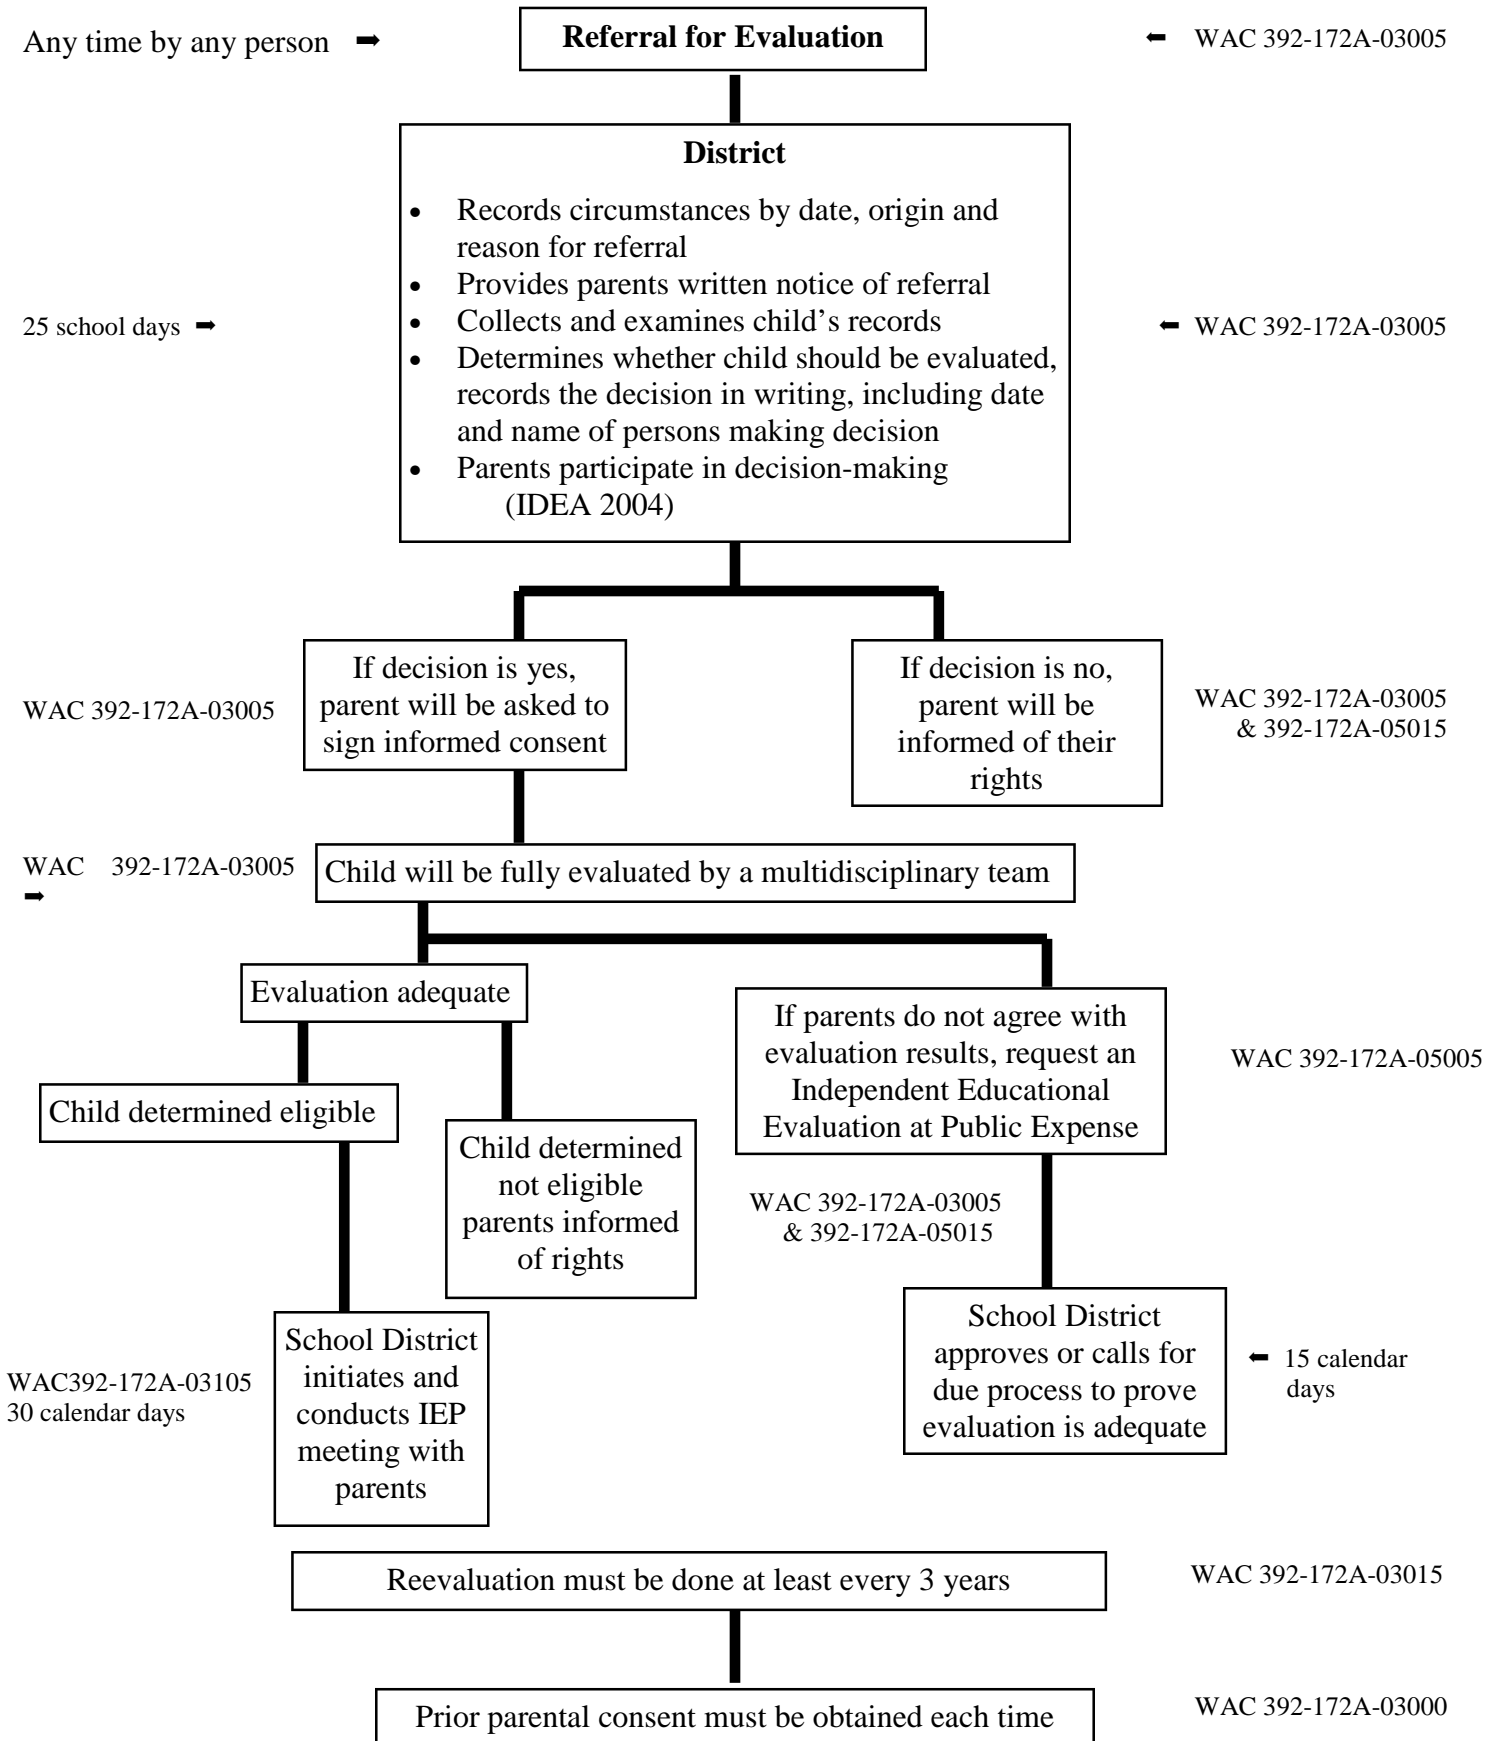 Any time by any person ➡
Referral for Evaluation
⬅ WAC 392-172A-03005
District
• Records circumstances by date, origin and
reason for referral
• Provides parents written notice of referral
• Collects and examines child’s records
• Determines whether child should be evaluated,
records the decision in writing, including date
and name of persons making decision
• Parents participate in decision-making
(IDEA 2004)
25 school days ➡
⬅ WAC 392-172A-03005
WAC 392-172A-03005
If decision is yes,
parent will be asked to
sign informed consent
If decision is no,
parent will be
informed of their
rights
WAC 392-172A-03005
& 392-172A-05015
WAC 392-172A-03005
➡
Child will be fully evaluated by a multidisciplinary team
Evaluation adequate
If parents do not agree with
evaluation results, request an
Independent Educational
Evaluation at Public Expense
WAC 392-172A-05005
Child determined eligible
Child determined
not eligible
parents informed
of rights
WAC 392-172A-03005
& 392-172A-05015
WAC392-172A-03105
30 calendar days
School District
initiates and
conducts IEP
meeting with
parents
School District
approves or calls for
due process to prove
evaluation is adequate
⬅ 15 calendar
days
Reevaluation must be done at least every 3 years
WAC 392-172A-03015
Prior parental consent must be obtained each time
WAC 392-172A-03000